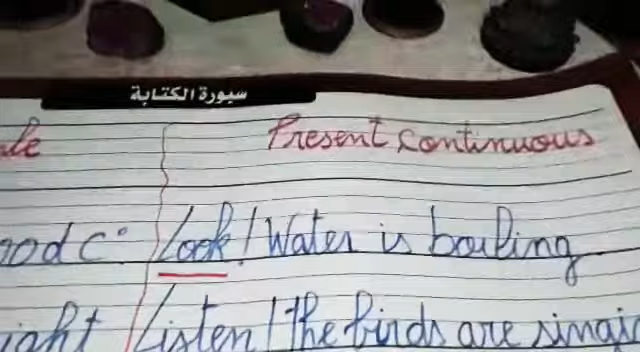 سبورة الكتابة
Present continuous
Look! Water is boiling
Listen! The birds are